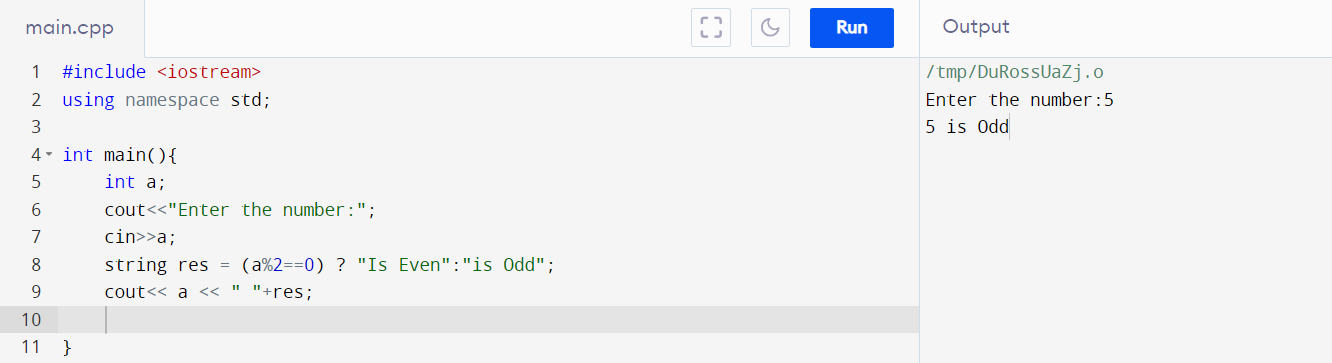 main.cpp
Run
Output
1 #include <iostream>
2 using namespace std;
3
4 int main(){
5     int a;
6     cout<<"Enter the number:";
7     cin>>a;
8     string res = (a%2==0) ? "Is Even":"is Odd";
9     cout<< a << " "+res;
10
11 }
/tmp/DuRossUaZj.o
Enter the number:5
5 is Odd